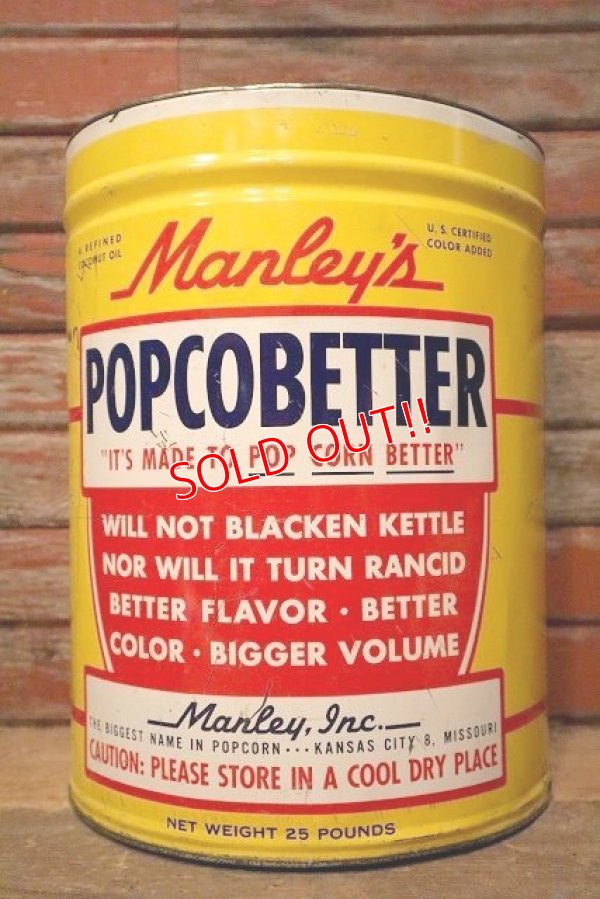 Manley's
A REFINED
COCONUT OIL
U.S. CERTIFIED
COLOR ADDED
POPCOBETTER
"IT'S MADE TO POP CORN BETTER"
SOLD OUT!!
WILL NOT BLACKEN KETTLE
NOR WILL IT TURN RANCID
BETTER FLAVOR · BETTER
COLOR · BIGGER VOLUME
Manley, Inc.
THE BIGGEST NAME IN POPCORN··· KANSAS CITY 8, MISSOURI
CAUTION: PLEASE STORE IN A COOL DRY PLACE
NET WEIGHT 25 POUNDS